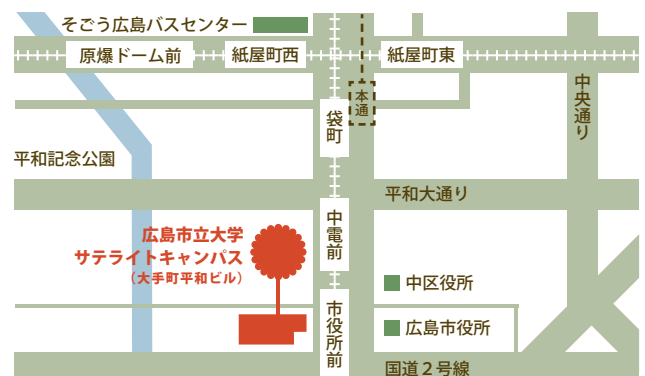 そごう広島バスセンター
原爆ドーム前
紙屋町西
紙屋町東
本通
袋町
中央通り
平和記念公園
平和大通り
中電前
広島市立大学
サテライトキャンパス
（大手町平和ビル）
中区役所
市役所前
広島市役所
国道２号線